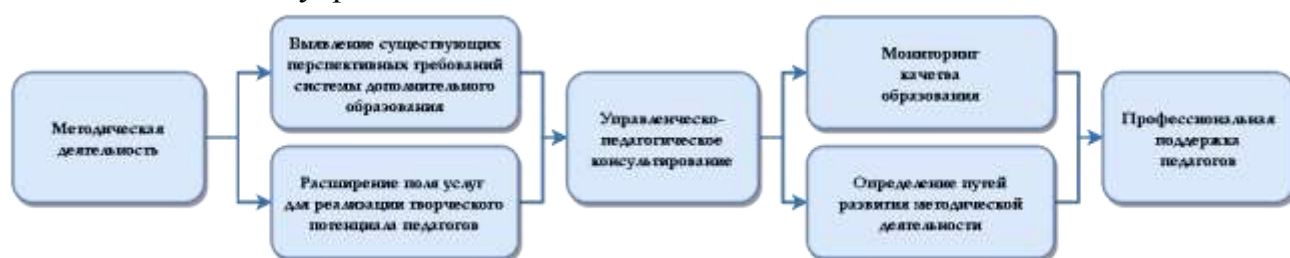 Методическая
деятельность
Выявление существующих
перспективных требований
системы дополнительного
образования
Расширение поля услуг
для реализации творческого
потенциала педагогов
Управленческо-
педагогическое
консультирование
Мониторинг
качетва
образования
Определение путей
развития методической
деятельности
Профессиональная
поддержка
педагогов